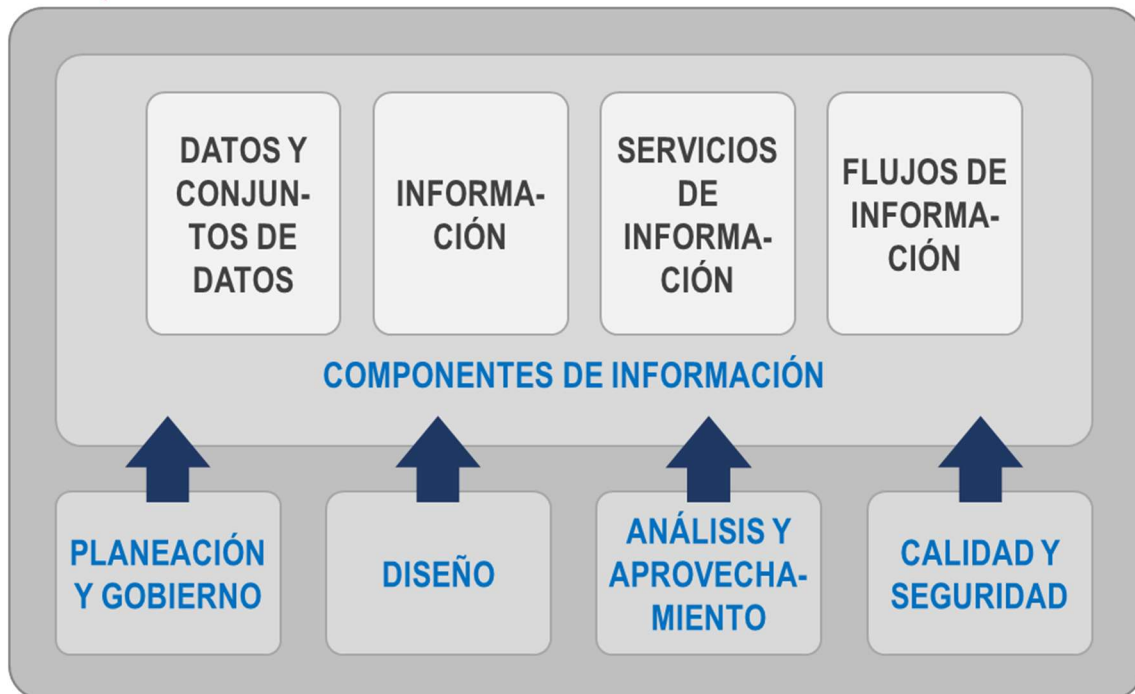 DATOS Y
CONJUN-
TOS DE
DATOS
INFORMA-
CIÓN
SERVICIOS
DE
INFORMA-
CIÓN
FLUJOS DE
INFORMA-
CIÓN
COMPONENTES DE INFORMACIÓN
PLANEACIÓN
Y GOBIERNO
DISEÑO
ANÁLISIS Y
APROVECHA-
MIENTO
CALIDAD Y
SEGURIDAD